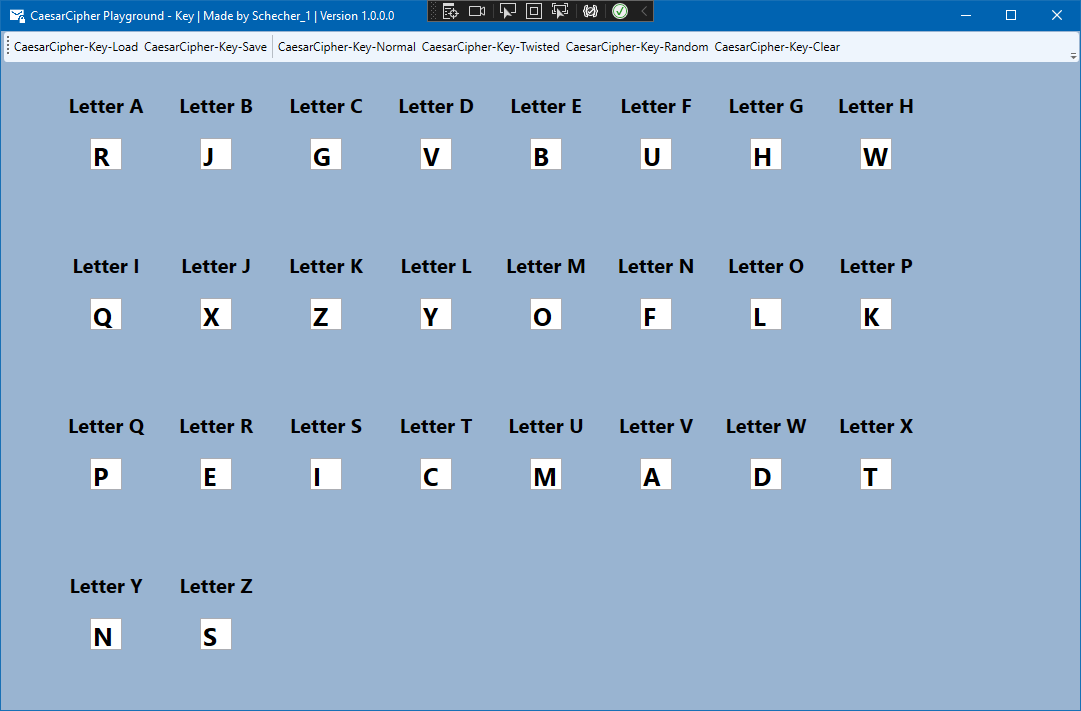 CaesarCipher Playground - Key | Made by Schecher_1 | Version 1.0.0.0
CaesarCipher-Key-Load CaesarCipher-Key-Save CaesarCipher-Key-Normal CaesarCipher-Key-Twisted CaesarCipher-Key-Random CaesarCipher-Key-Clear
Letter A Letter B Letter C Letter D Letter E Letter F Letter G Letter H
R J G V B U H W
Letter I Letter J Letter K Letter L Letter M Letter N Letter O Letter P
Q X Z Y O F L K
Letter Q Letter R Letter S Letter T Letter U Letter V Letter W Letter X
P E I C M A D T
Letter Y Letter Z
N S